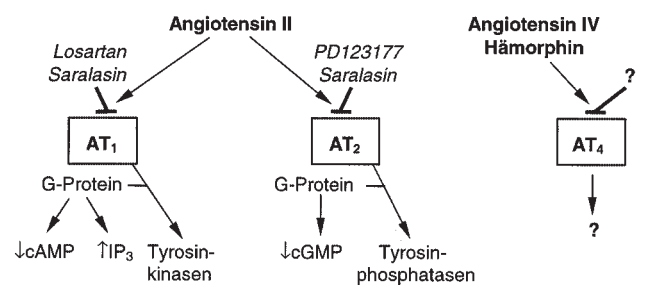 Angiotensin II
Angiotensin IV
Hämorphin
Losartan
Saralasin
PD123177
Saralasin
?
AT₁
AT₂
AT₄
G-Protein
G-Protein
↓cAMP
↑IP₃
Tyrosin-
kinasen
↓cGMP
Tyrosin-
phosphatasen
?